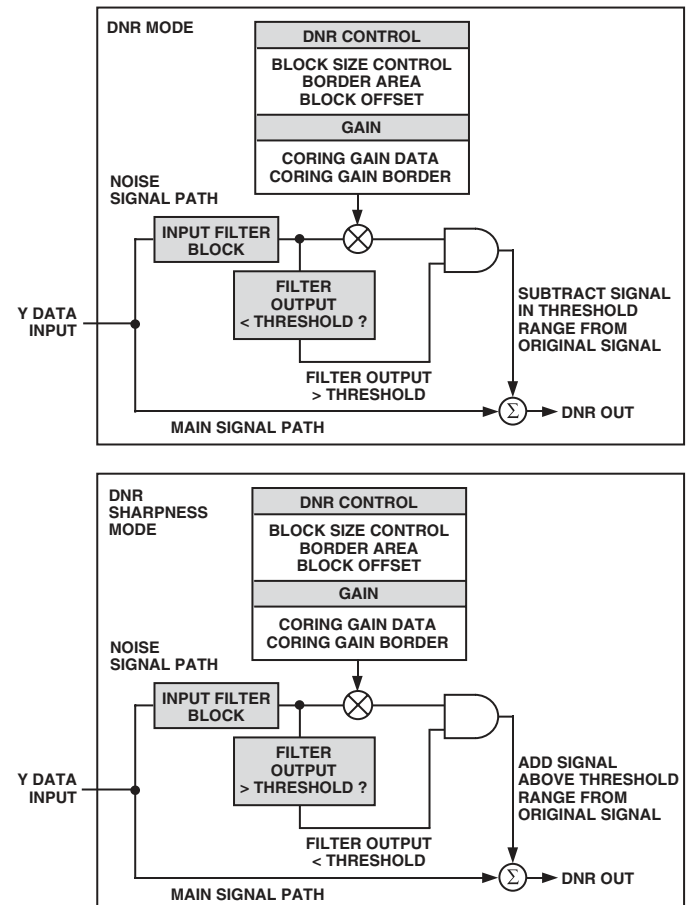 DNR MODE
DNR CONTROL
BLOCK SIZE CONTROL
BORDER AREA
BLOCK OFFSET
GAIN
CORING GAIN DATA
CORING GAIN BORDER
NOISE
SIGNAL PATH
INPUT FILTER
BLOCK
FILTER
OUTPUT
< THRESHOLD ?
Y DATA
INPUT
SUBTRACT SIGNAL
IN THRESHOLD
RANGE FROM
ORIGINAL SIGNAL
FILTER OUTPUT
> THRESHOLD
Σ
DNR OUT
MAIN SIGNAL PATH
DNR
SHARPNESS
MODE
DNR CONTROL
BLOCK SIZE CONTROL
BORDER AREA
BLOCK OFFSET
GAIN
CORING GAIN DATA
CORING GAIN BORDER
NOISE
SIGNAL PATH
INPUT FILTER
BLOCK
FILTER
OUTPUT
> THRESHOLD ?
Y DATA
INPUT
ADD SIGNAL
ABOVE THRESHOLD
RANGE FROM
ORIGINAL SIGNAL
FILTER OUTPUT
< THRESHOLD
Σ
DNR OUT
MAIN SIGNAL PATH